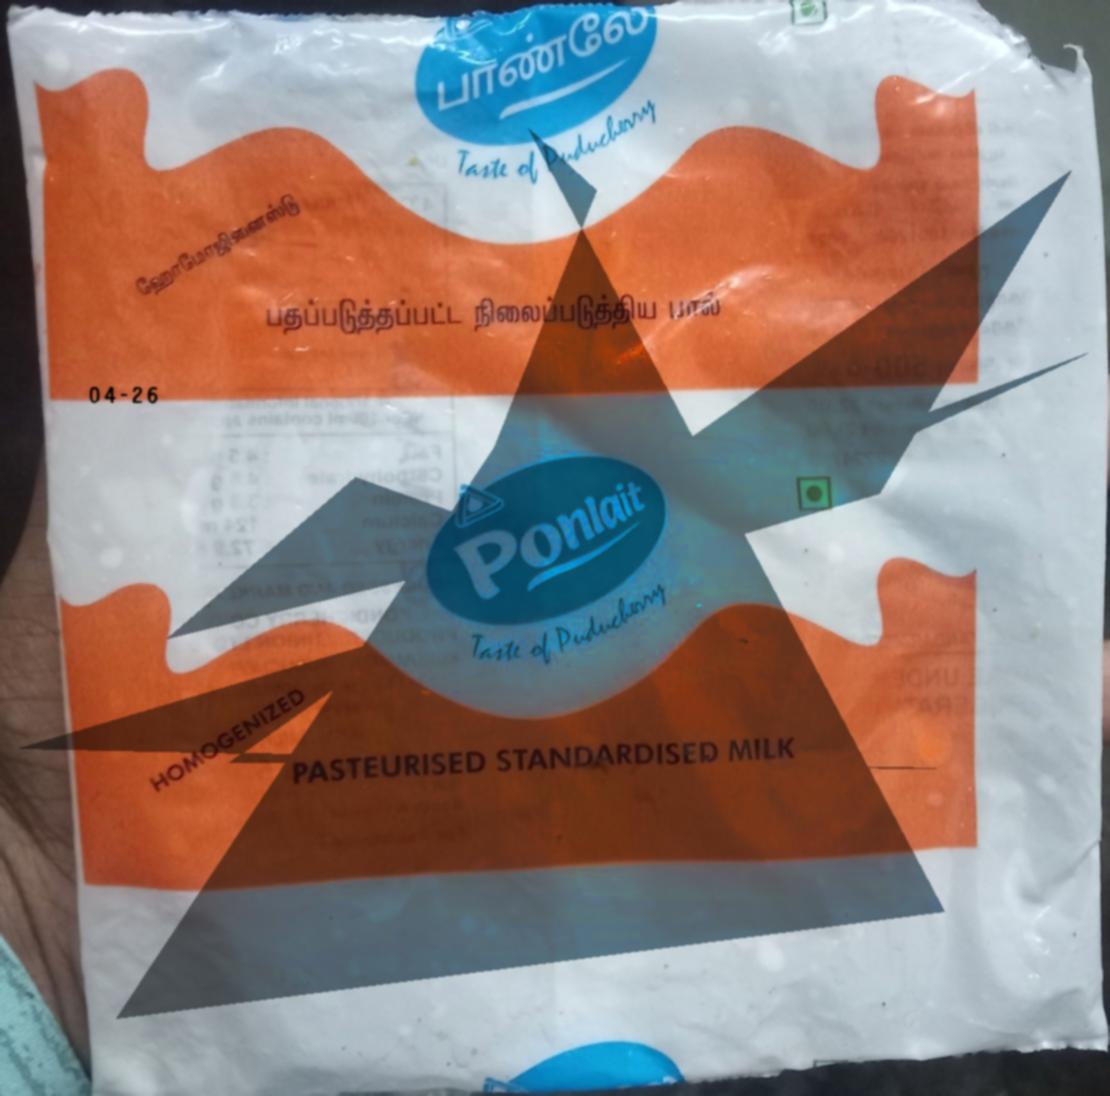 பாண்லே
Taste of Puducherry
ஹோமோஜினைஸ்டு
பதப்படுத்தப்பட்ட நிலைப்படுத்திய பால்
04-26
Ponlait
Taste of Puducherry
HOMOGENIZED
PASTEURISED STANDARDISED MILK